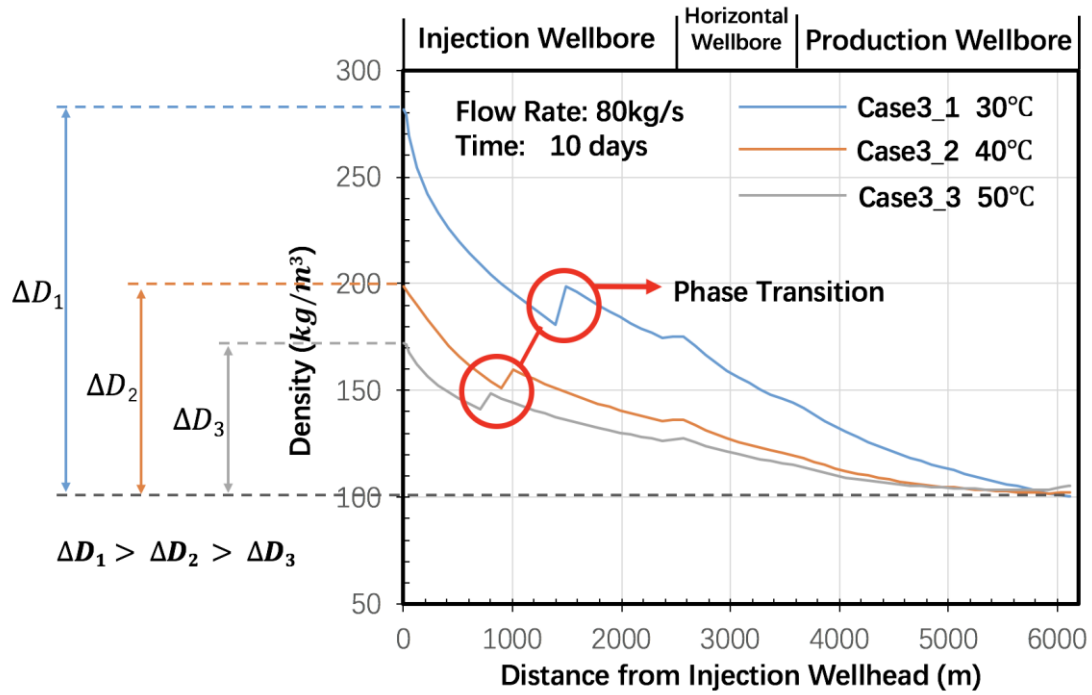 Injection Wellbore
Horizontal
Wellbore
Production Wellbore
300
250
200
150
100
50
Density (kg/m³)
Flow Rate: 80kg/s
Time: 10 days
Case3_1 30℃
Case3_2 40℃
Case3_3 50℃
Phase Transition
ΔD₁
ΔD₂
ΔD₃
ΔD₁ > ΔD₂ > ΔD₃
0
1000
2000
3000
4000
5000
6000
Distance from Injection Wellhead (m)